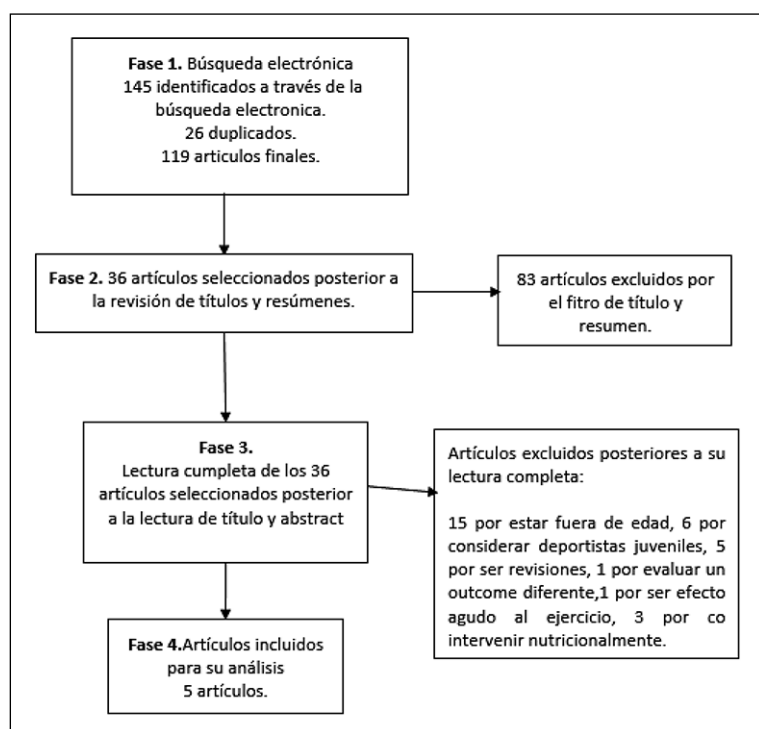 Fase 1. Búsqueda electrónica
145 identificados a través de la
búsqueda electronica.
26 duplicados.
119 articulos finales.
Fase 2. 36 artículos seleccionados posterior a
la revisión de títulos y resúmenes.
83 artículos excluidos por
el fitro de título y
resumen.
Fase 3.
Lectura cumpleta de los 36
artículos seleccionados posterior
a la lectura de título y abstract
Artículos excluidos posteriores a su
lectura completa:
15 por estar fuera de edad, 6 por
considerar deportistas juveniles, 5
por ser revisiones, 1 por evaluar un
outcome diferente,1 por ser efecto
agudo al ejercicio, 3 por co
intervenir nutricionalmente.
Fase 4.Artículos incluidos
para su análisis
5 artículos.